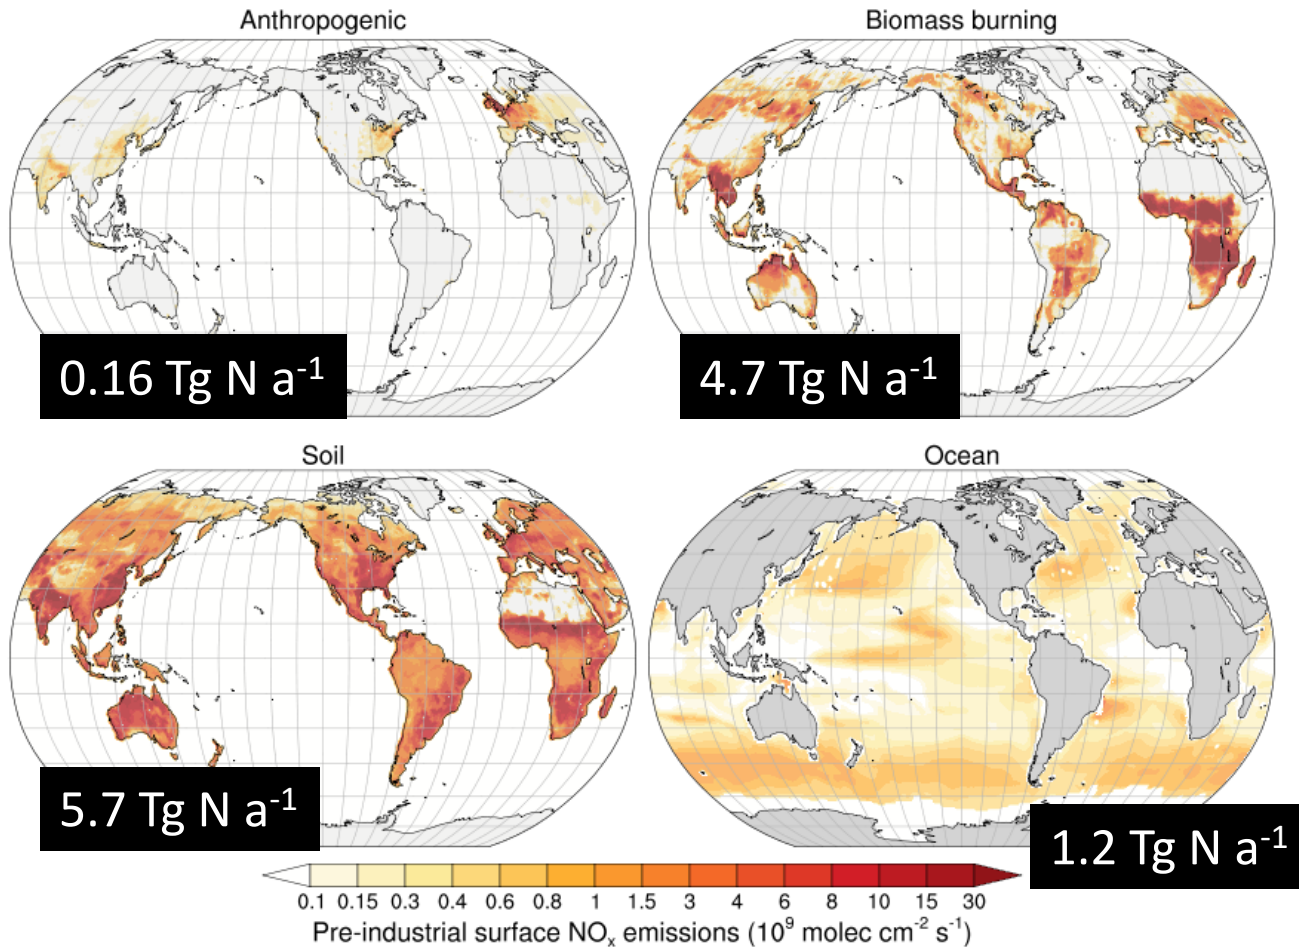 Anthropogenic
Biomass burning
0.16 Tg N a⁻¹
4.7 Tg N a⁻¹
Soil
Ocean
5.7 Tg N a⁻¹
1.2 Tg N a⁻¹
0.1 0.15 0.3 0.4 0.6 0.8 1 1.5 3 4 6 8 10 15 30
Pre-industrial surface NOₓ emissions (10⁹ molec cm⁻² s⁻¹)